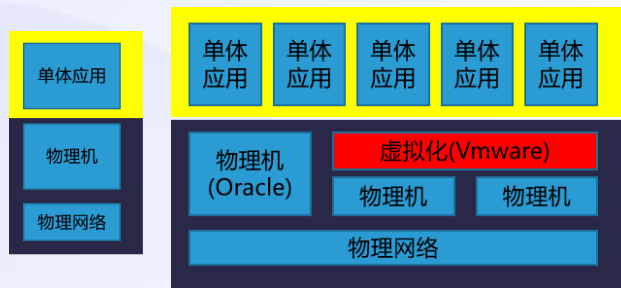 单体应用
物理机
物理网络
单体
应用
单体
应用
单体
应用
单体
应用
单体
应用
物理机
(Oracle)
虚拟化(Vmware)
物理机
物理机
物理网络